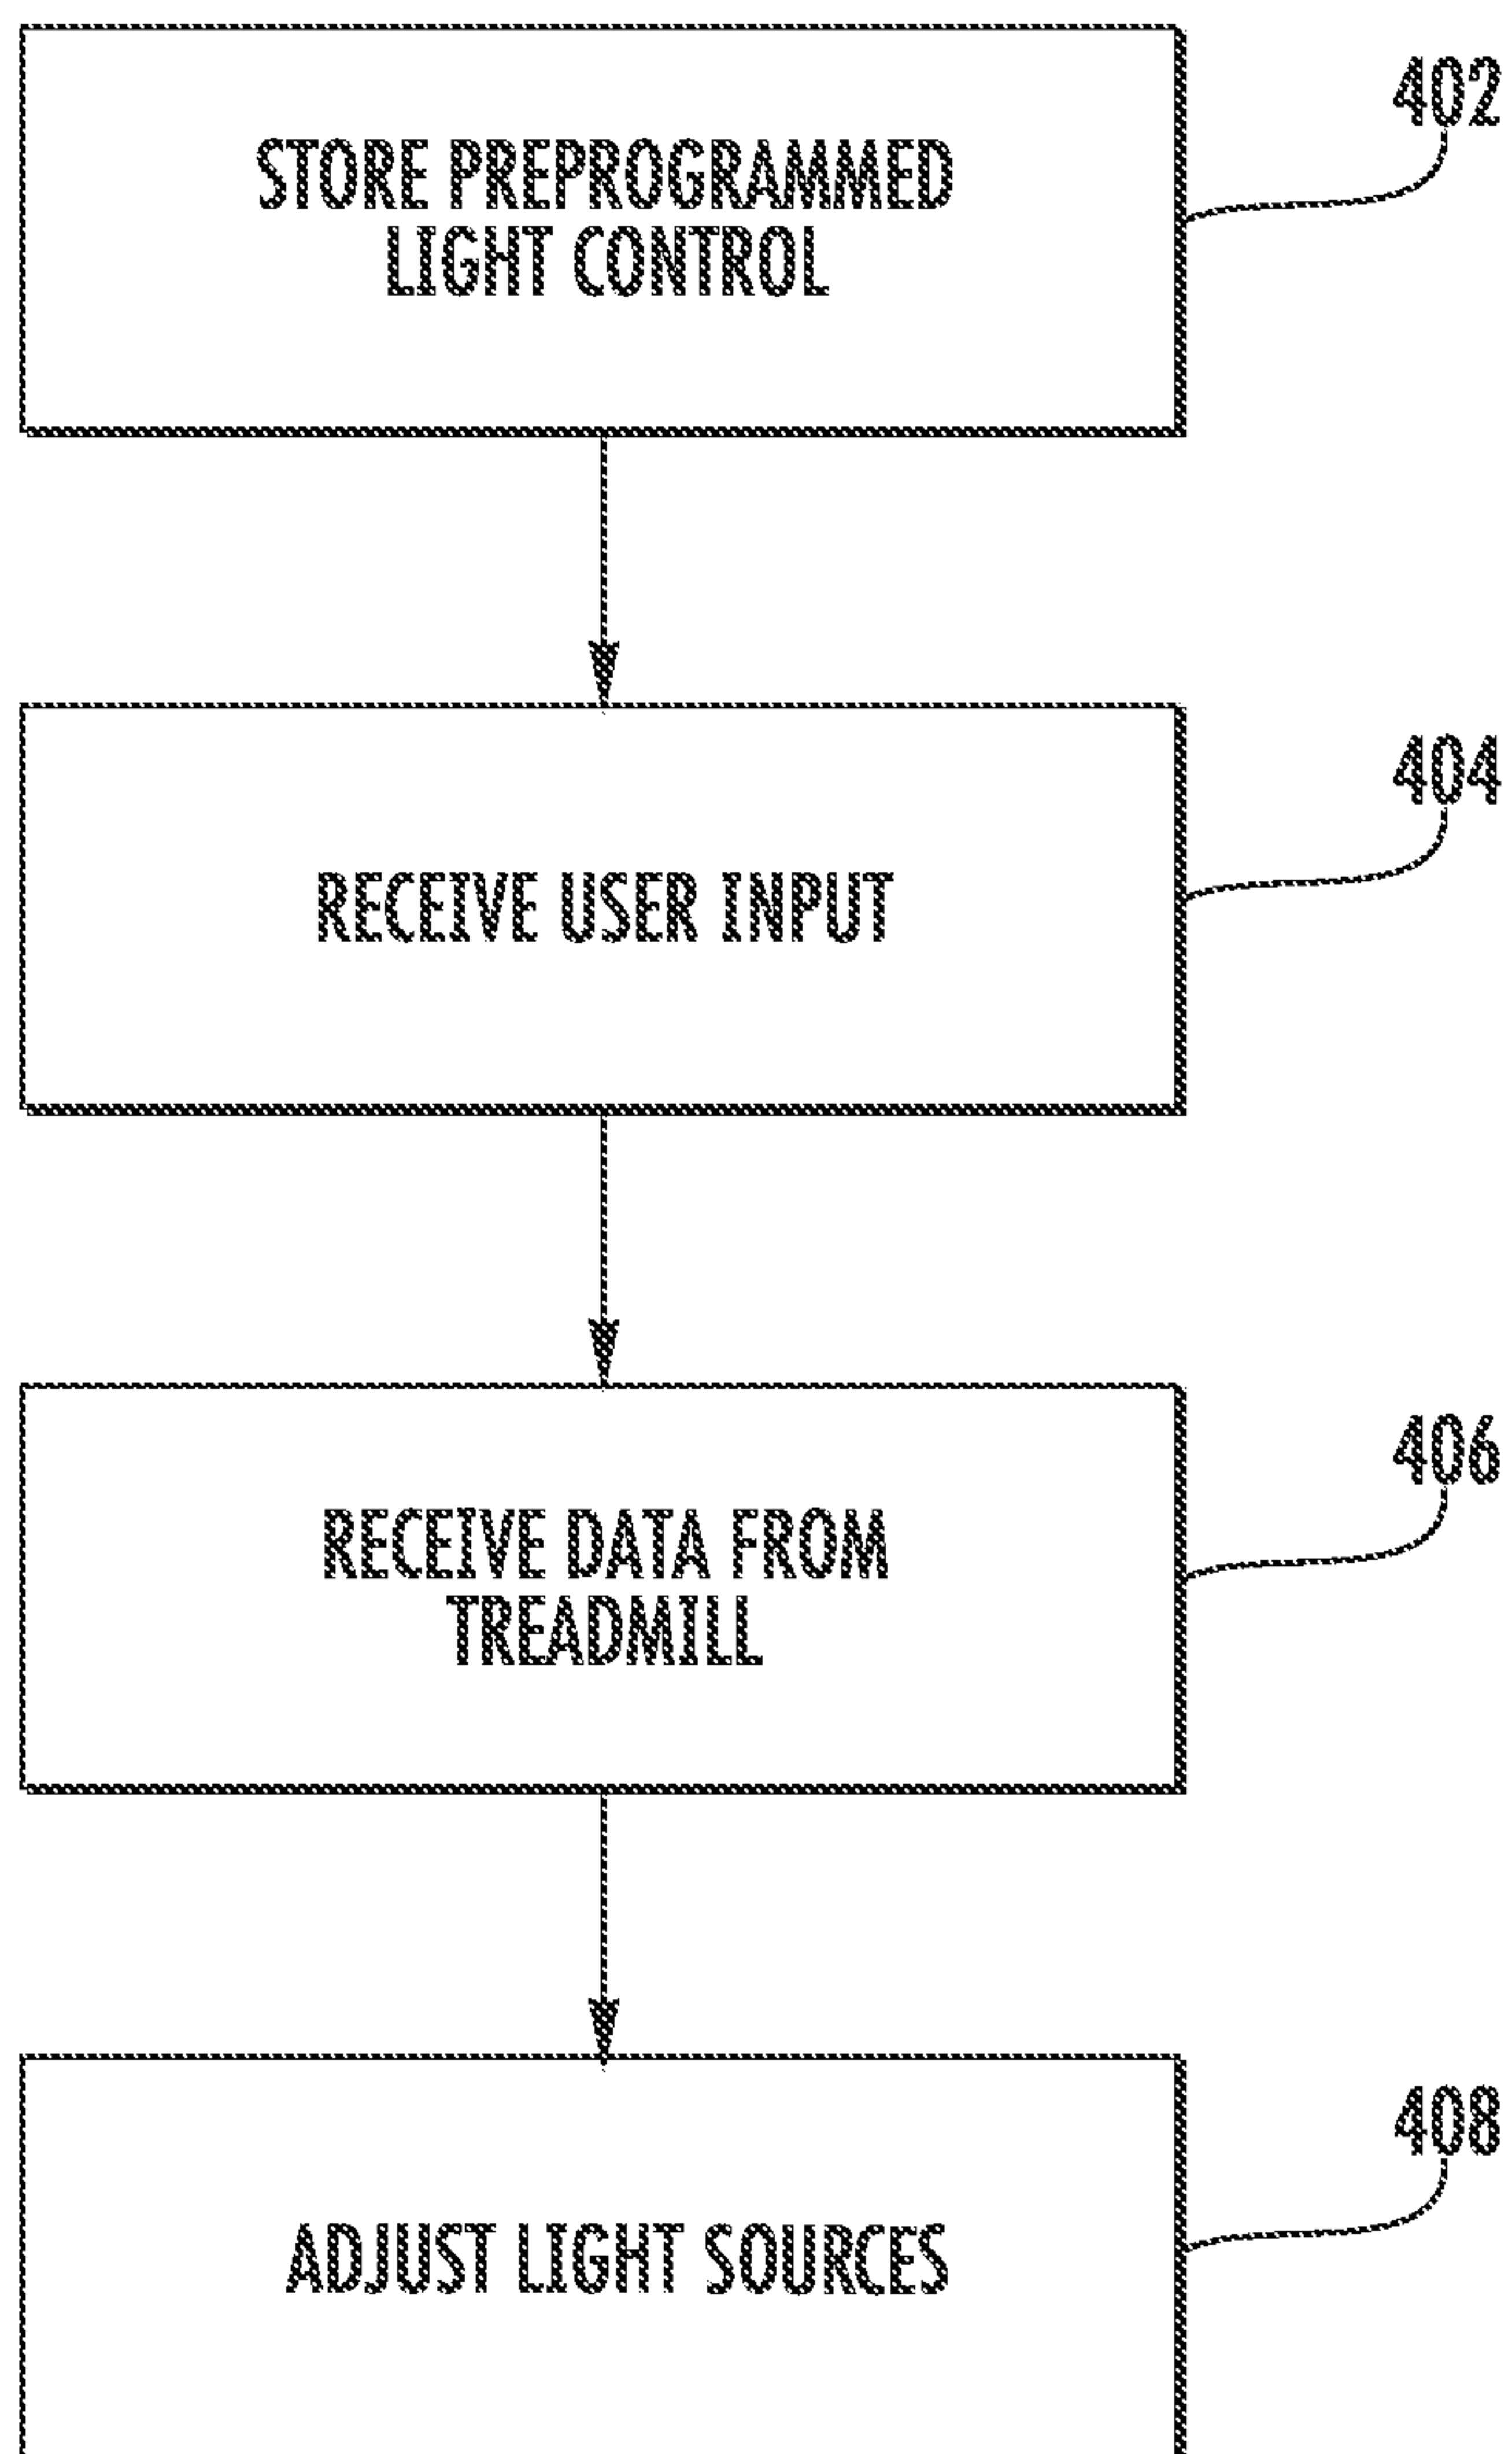 402
STORE PREPROGRAMMED
LIGHT CONTROL
404
RECEIVE USER INPUT
406
RECEIVE DATA FROM
TREADMILL
408
ADJUST LIGHT SOURCES